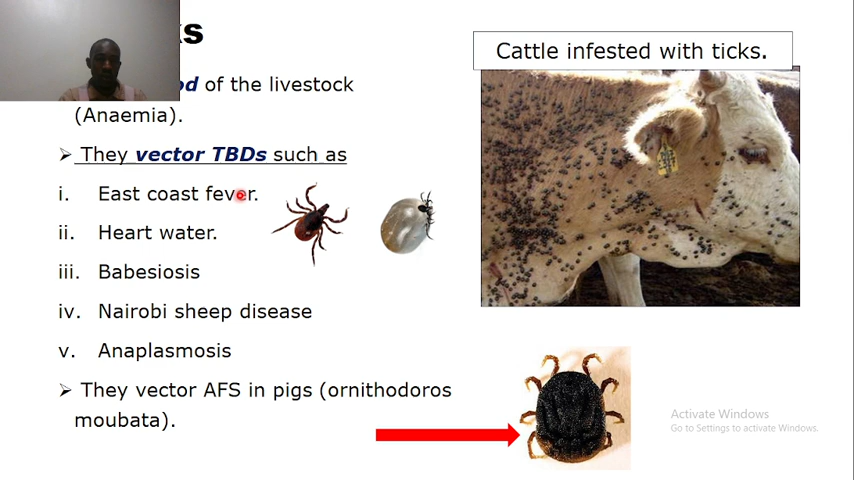 ks
od of the livestock
(Anaemia).
➢ They vector TBDs such as
i. East coast fever.
ii. Heart water.
iii. Babesiosis
iv. Nairobi sheep disease
v. Anaplasmosis
➢ They vector AFS in pigs (ornithodoros
moubata).
Cattle infested with ticks.
Activate Windows
Go to Settings to activate Windows.